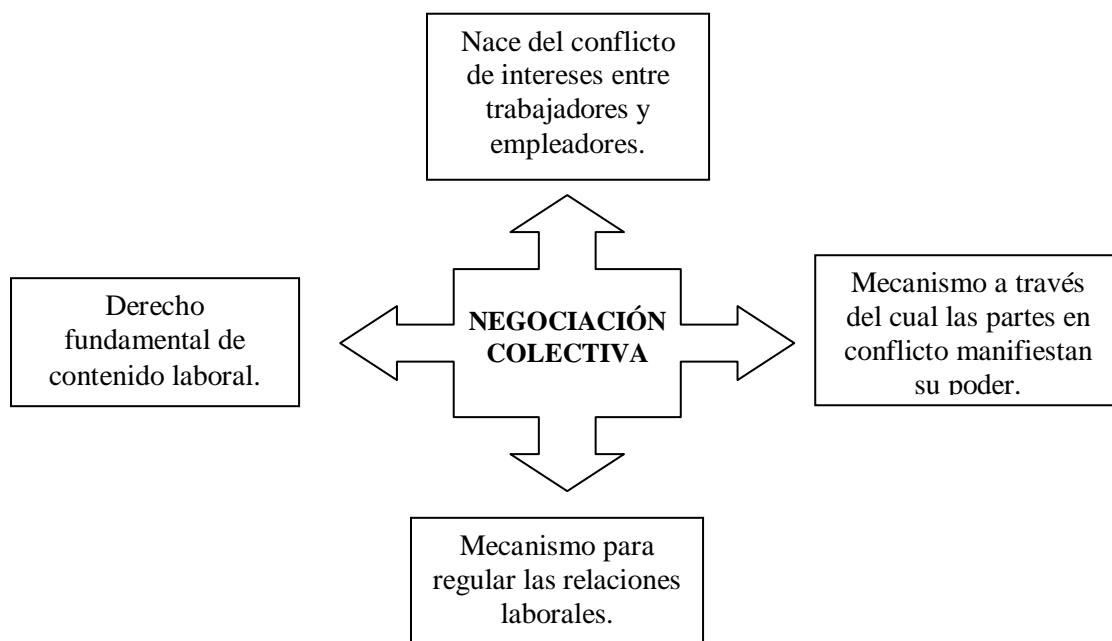 Nace del conflicto
de intereses entre
trabajadores y
empleadores.
Derecho
fundamental de
contenido laboral.
NEGOCIACIÓN
COLECTIVA
Mecanismo a través
del cual las partes en
conflicto manifiestan
su poder.
Mecanismo para
regular las relaciones
laborales.